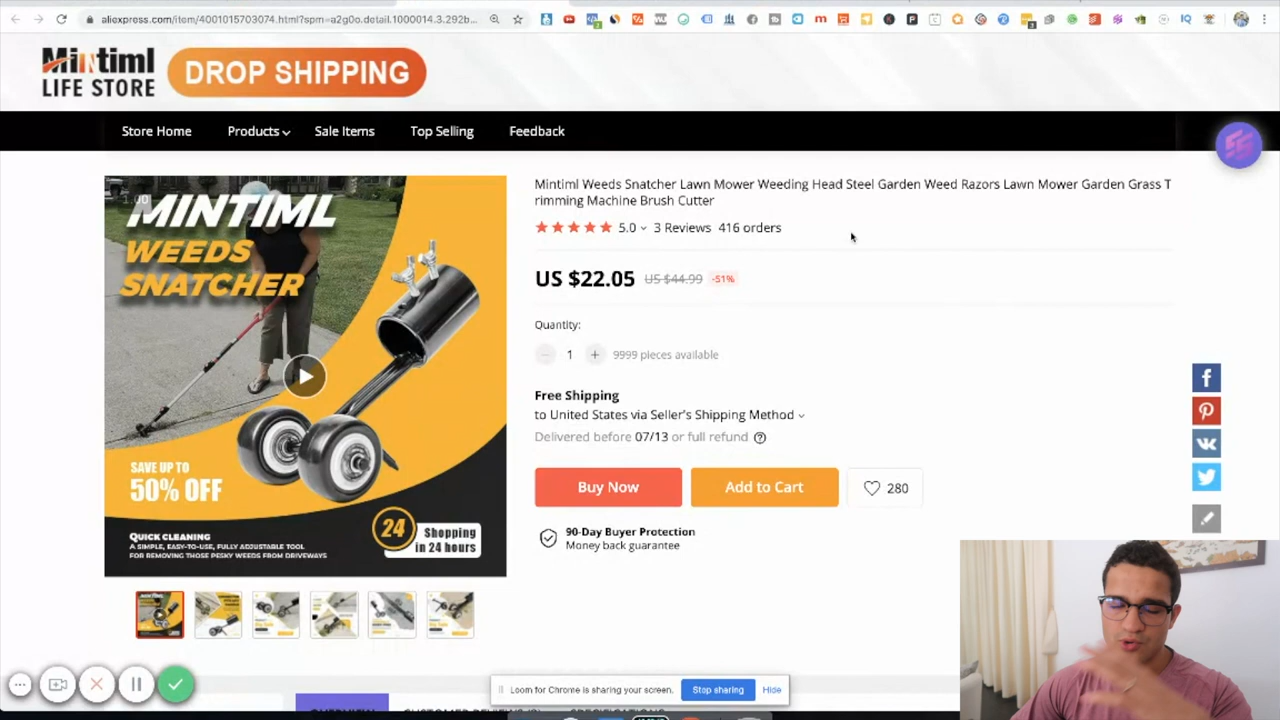 aliexpress.com/item/4001015703074.html?spm=a2g0o.detail.1000014.3.292b...
Mintiml
LIFE STORE
DROP SHIPPING
Store Home
Products
Sale Items
Top Selling
Feedback
1.00
MINTIML
WEEDS
SNATCHER
SAVE UP TO
50% OFF
QUICK CLEANING
A SIMPLE, EASY-TO-USE, FULLY ADJUSTABLE TOOL
FOR REMOVING THOSE PESKY WEEDS FROM DRIVEWAYS
24
Shopping
in 24 hours
Mintiml Weeds Snatcher Lawn Mower Weeding Head Steel Garden Weed Razors Lawn Mower Garden Grass T
rimming Machine Brush Cutter
5.0 3 Reviews 416 orders
US $22.05 US $44.99 -51%
Quantity:
1 9999 pieces available
Free Shipping
to United States via Seller's Shipping Method
Delivered before 07/13 or full refund
Buy Now
Add to Cart
280
90-Day Buyer Protection
Money back guarantee
Loom for Chrome is sharing your screen.
Stop sharing
Hide